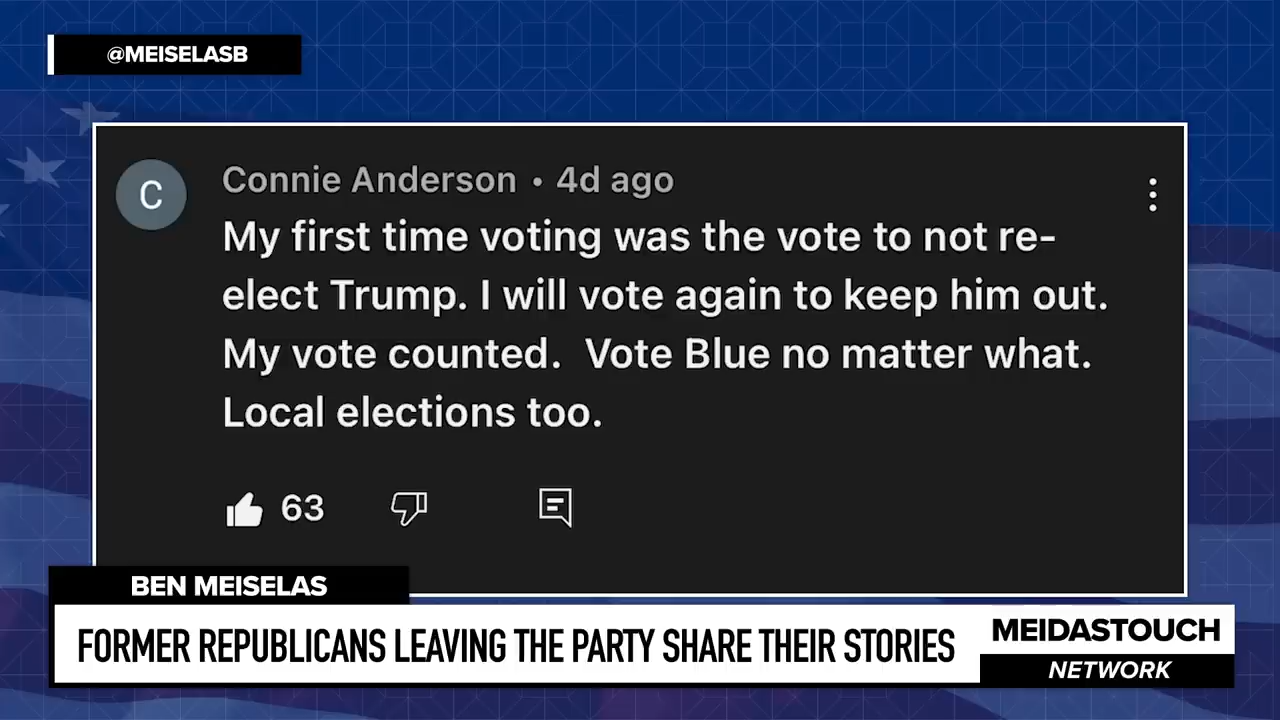 @MEISELASB
C
Connie Anderson • 4d ago
My first time voting was the vote to not re-
elect Trump. I will vote again to keep him out.
My vote counted.  Vote Blue no matter what.
Local elections too.
63
BEN MEISELAS
FORMER REPUBLICANS LEAVING THE PARTY SHARE THEIR STORIES
MEIDASTOUCH
NETWORK